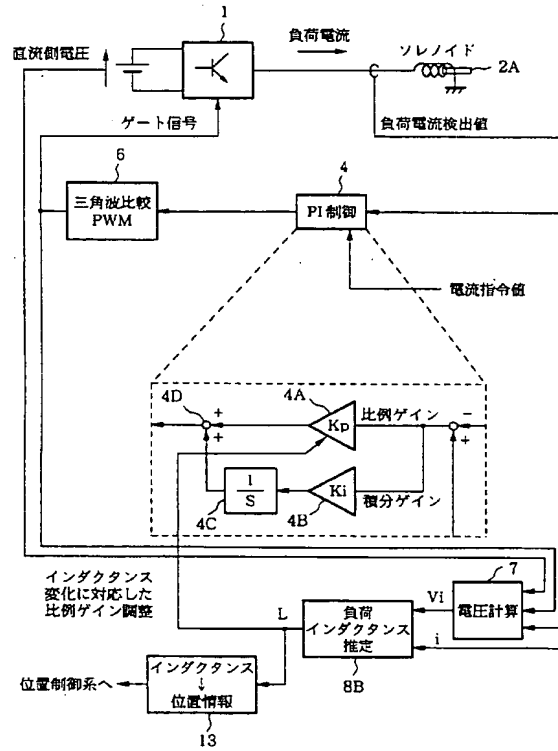 1
負荷電流
ソレノイド
直流側電圧
2A
ゲート信号
負荷電流検出値
6
4
三角波比較
PWM
PI制御
電流指令値
4D
+
+
4A
Kp
比例ゲイン
-
+
1
S
4C
Ki
4B
積分ゲイン
インダクタンス
変化に対応した
比例ゲイン調整
7
電圧計算
Vi
L
負荷
インダクタンス
推定
i
8B
位置制御系へ
インダクタンス
↓
位置情報
13